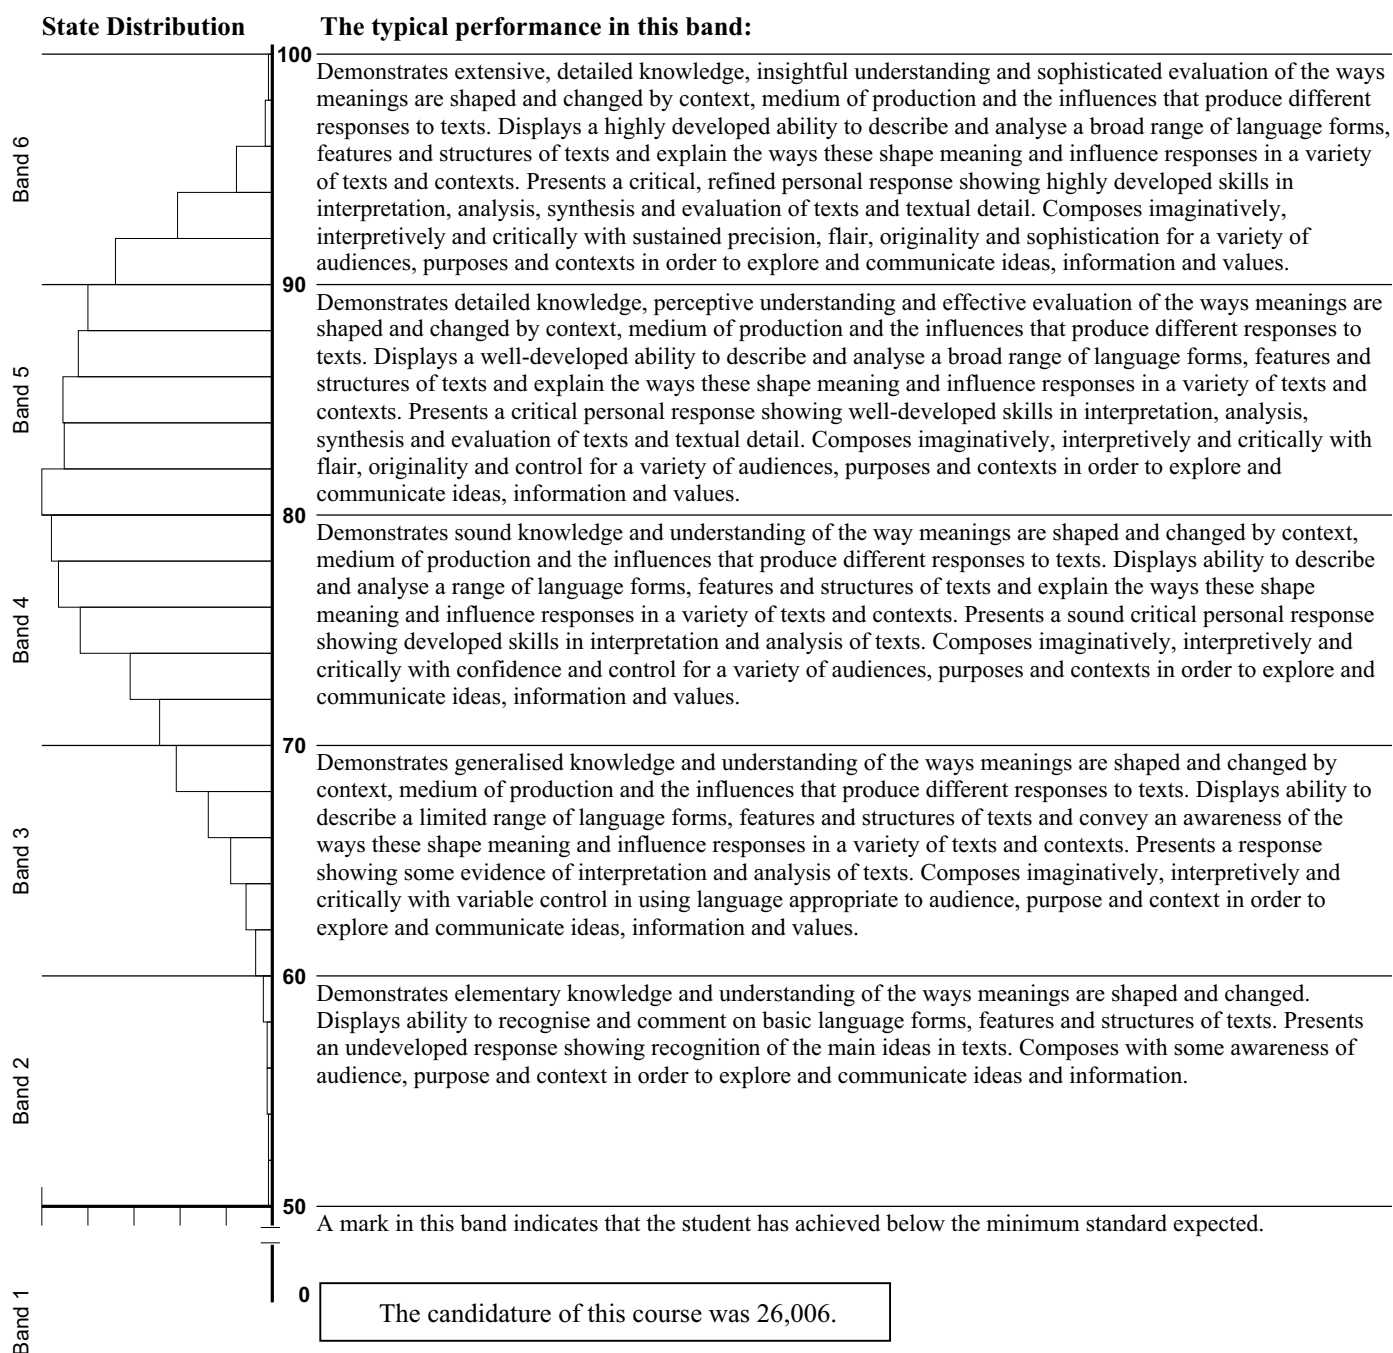 State Distribution
The typical performance in this band:
100
Band 6
Demonstrates extensive, detailed knowledge, insightful understanding and sophisticated evaluation of the ways
meanings are shaped and changed by context, medium of production and the influences that produce different
responses to texts. Displays a highly developed ability to describe and analyse a broad range of language forms,
features and structures of texts and explain the ways these shape meaning and influence responses in a variety
of texts and contexts. Presents a critical, refined personal response showing highly developed skills in
interpretation, analysis, synthesis and evaluation of texts and textual detail. Composes imaginatively,
interpretively and critically with sustained precision, flair, originality and sophistication for a variety of
audiences, purposes and contexts in order to explore and communicate ideas, information and values.
90
Band 5
Demonstrates detailed knowledge, perceptive understanding and effective evaluation of the ways meanings are
shaped and changed by context, medium of production and the influences that produce different responses to
texts. Displays a well-developed ability to describe and analyse a broad range of language forms, features and
structures of texts and explain the ways these shape meaning and influence responses in a variety of texts and
contexts. Presents a critical personal response showing well-developed skills in interpretation, analysis,
synthesis and evaluation of texts and textual detail. Composes imaginatively, interpretively and critically with
flair, originality and control for a variety of audiences, purposes and contexts in order to explore and
communicate ideas, information and values.
80
Band 4
Demonstrates sound knowledge and understanding of the way meanings are shaped and changed by context,
medium of production and the influences that produce different responses to texts. Displays ability to describe
and analyse a range of language forms, features and structures of texts and explain the ways these shape
meaning and influence responses in a variety of texts and contexts. Presents a sound critical personal response
showing developed skills in interpretation and analysis of texts. Composes imaginatively, interpretively and
critically with confidence and control for a variety of audiences, purposes and contexts in order to explore and
communicate ideas, information and values.
70
Band 3
Demonstrates generalised knowledge and understanding of the ways meanings are shaped and changed by
context, medium of production and the influences that produce different responses to texts. Displays ability to
describe a limited range of language forms, features and structures of texts and convey an awareness of the
ways these shape meaning and influence responses in a variety of texts and contexts. Presents a response
showing some evidence of interpretation and analysis of texts. Composes imaginatively, interpretively and
critically with variable control in using language appropriate to audience, purpose and context in order to
explore and communicate ideas, information and values.
60
Band 2
Demonstrates elementary knowledge and understanding of the ways meanings are shaped and changed.
Displays ability to recognise and comment on basic language forms, features and structures of texts. Presents
an undeveloped response showing recognition of the main ideas in texts. Composes with some awareness of
audience, purpose and context in order to explore and communicate ideas and information.
50
A mark in this band indicates that the student has achieved below the minimum standard expected.
0
Band 1
The candidature of this course was 26,006.